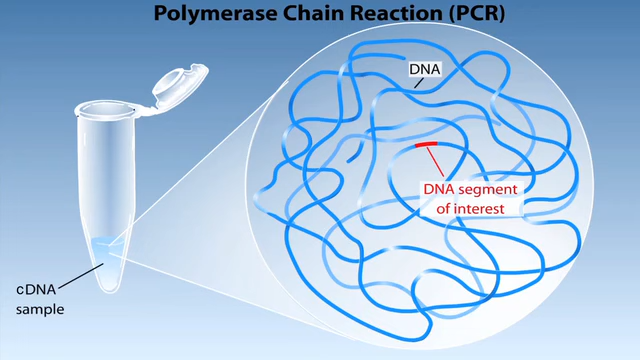 Polymerase Chain Reaction (PCR)
DNA
DNA segment
of interest
cDNA
sample